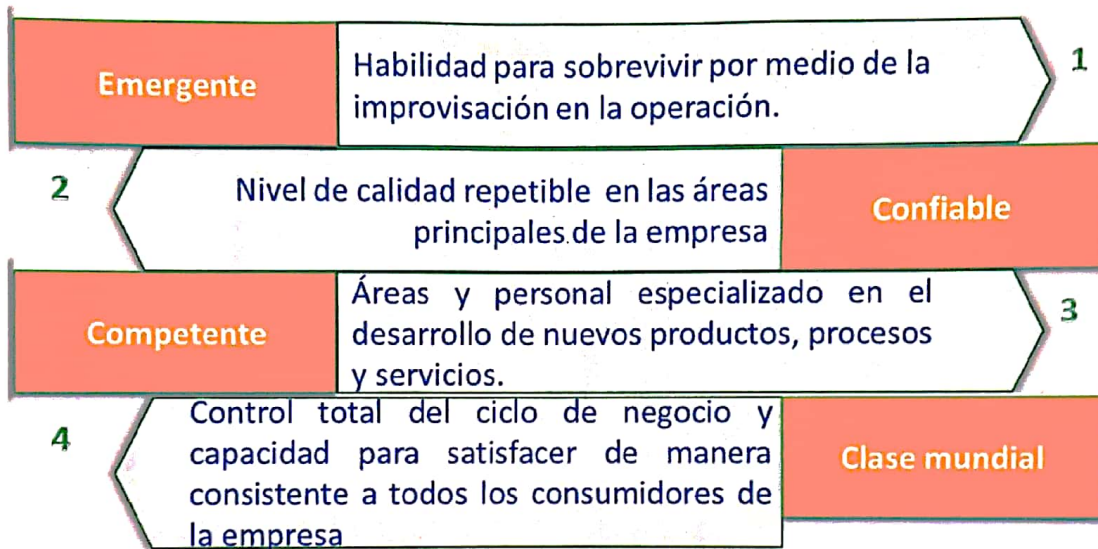 Emergente
Habilidad para sobrevivir por medio de la
improvisación en la operación.
1
2
Nivel de calidad repetible en las áreas
principales de la empresa
Confiable
Competente
Áreas y personal especializado en el
desarrollo de nuevos productos, procesos
y servicios.
3
4
Control total del ciclo de negocio y
capacidad para satisfacer de manera
consistente a todos los consumidores de
la empresa
Clase mundial